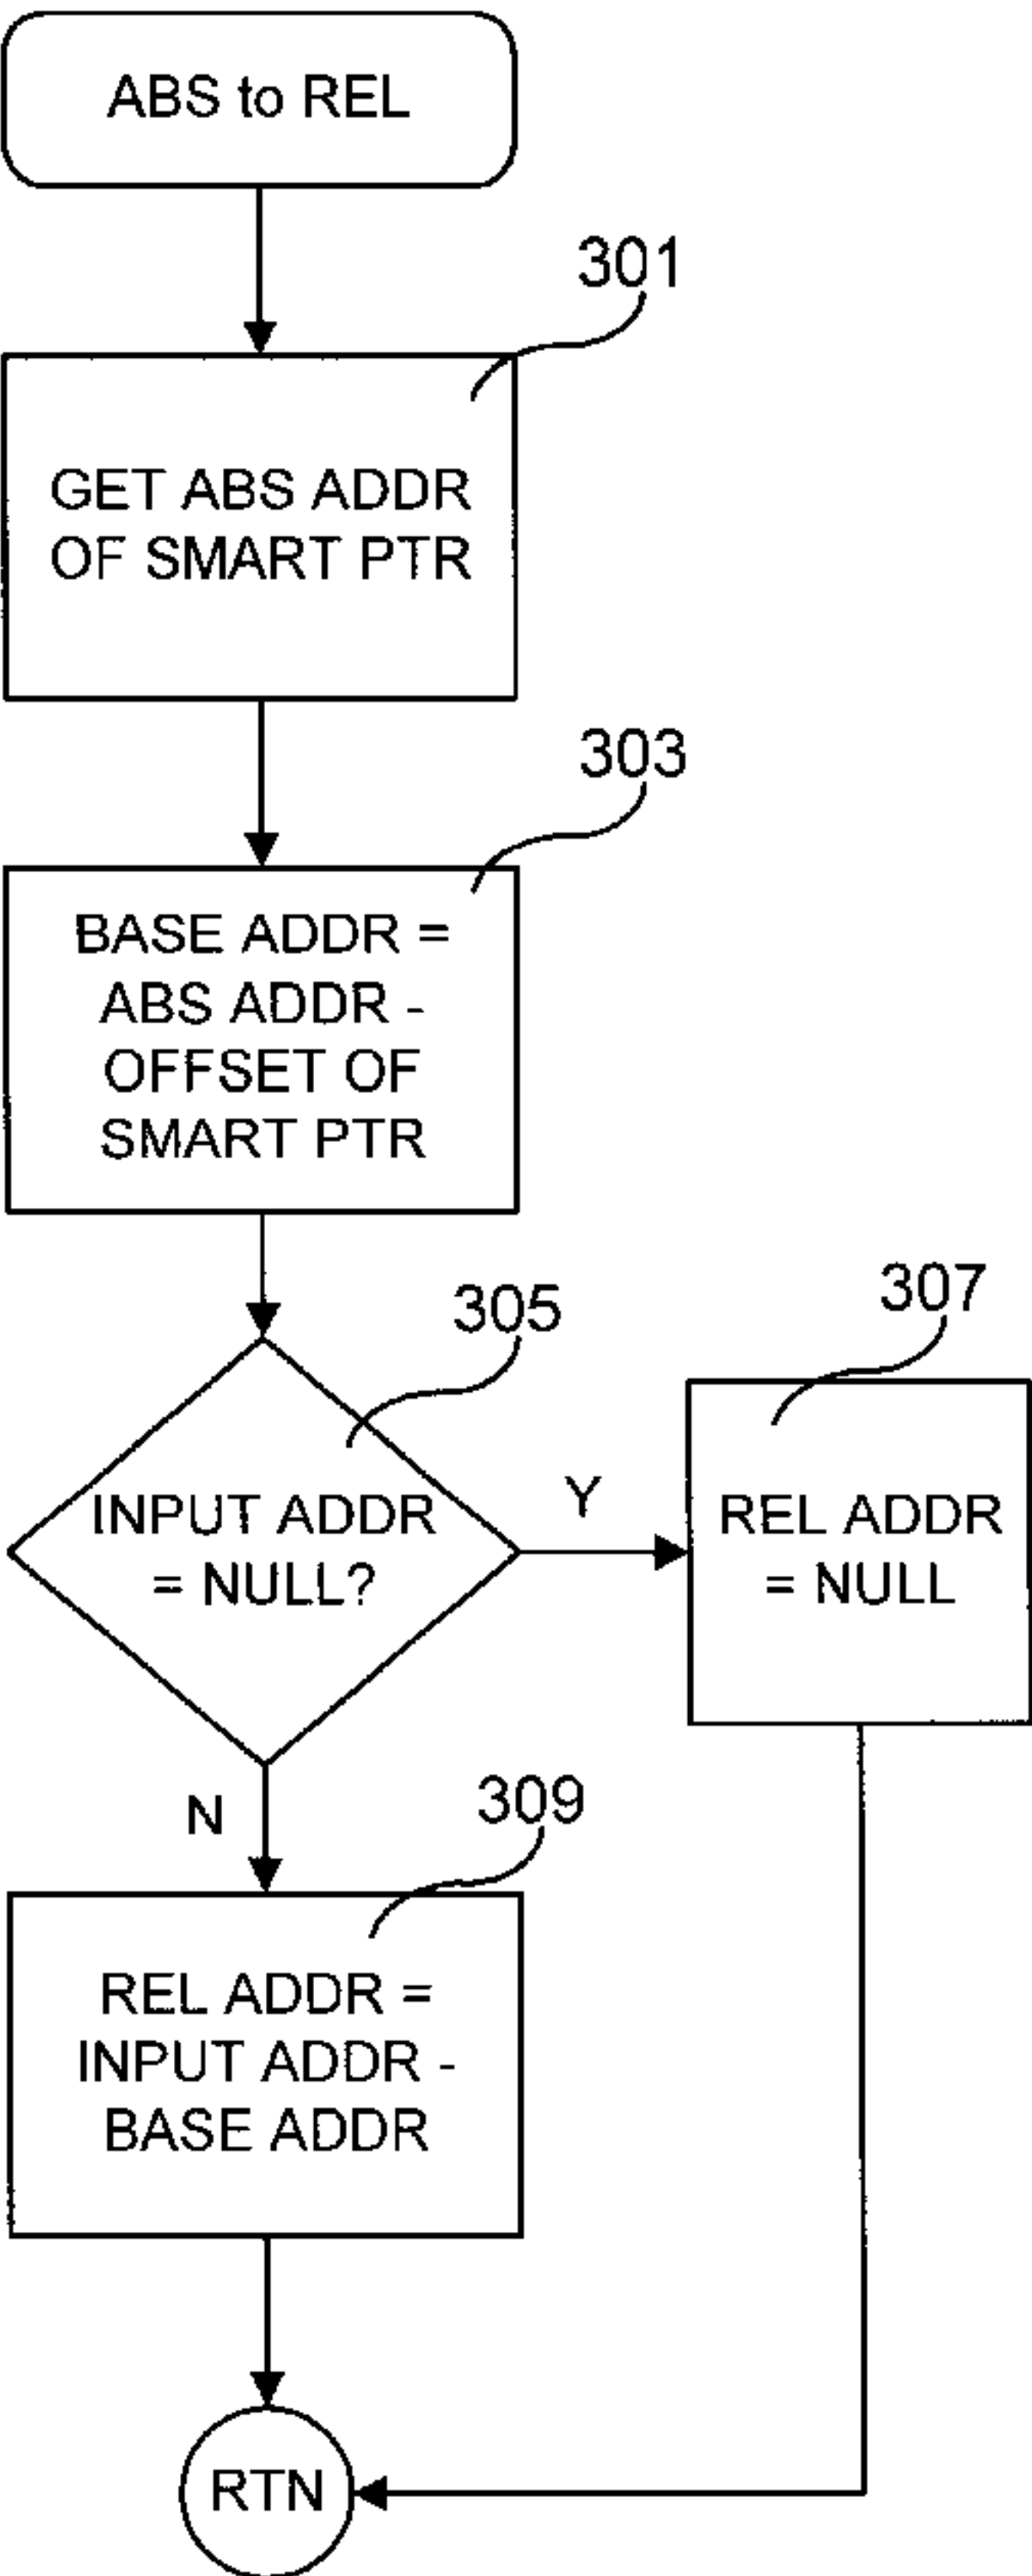 ABS to REL
301
GET ABS ADDR
OF SMART PTR
303
BASE ADDR =
ABS ADDR -
OFFSET OF
SMART PTR
305
INPUT ADDR
= NULL?
Y
307
REL ADDR
= NULL
N
309
REL ADDR =
INPUT ADDR -
BASE ADDR
RTN